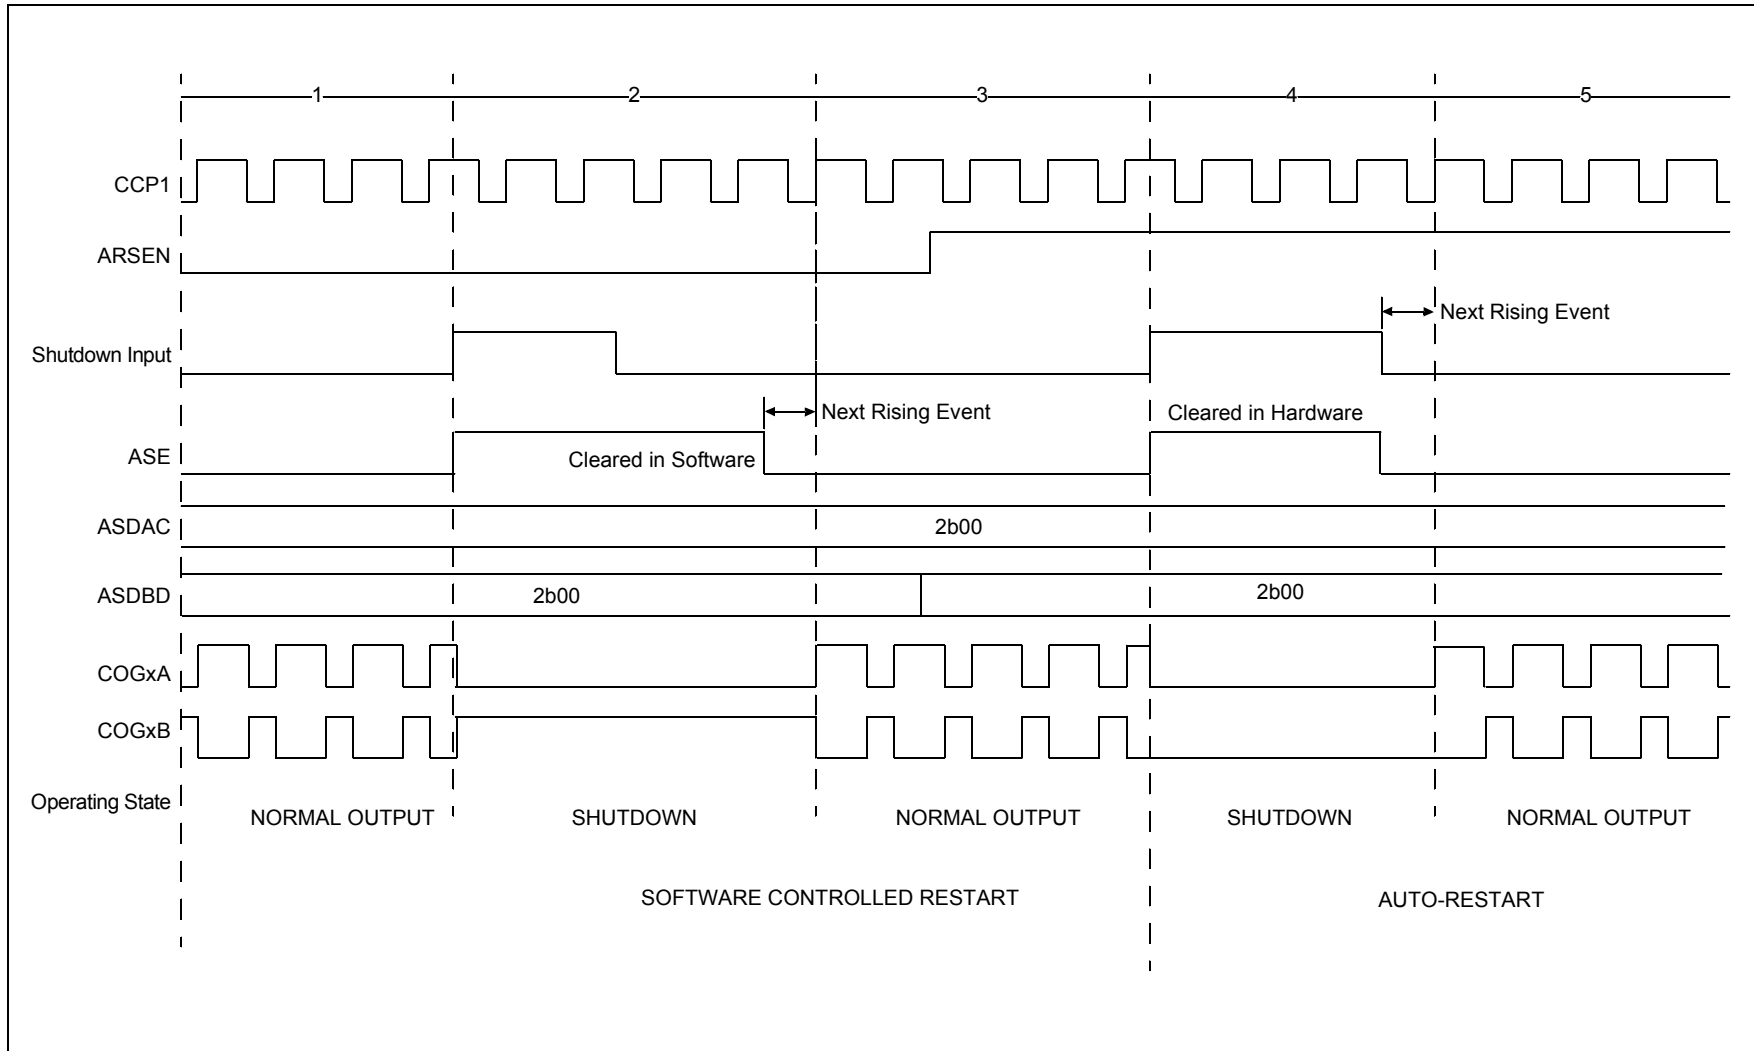 1 2 3 4 5
CCP1
ARSEN
Next Rising Event
Shutdown Input
Next Rising Event Cleared in Hardware
ASE Cleared in Software
ASDAC 2b00
ASDBD 2b00 2b00
COGxA
COGxB
Operating State
NORMAL OUTPUT SHUTDOWN NORMAL OUTPUT SHUTDOWN NORMAL OUTPUT
SOFTWARE CONTROLLED RESTART AUTO-RESTART